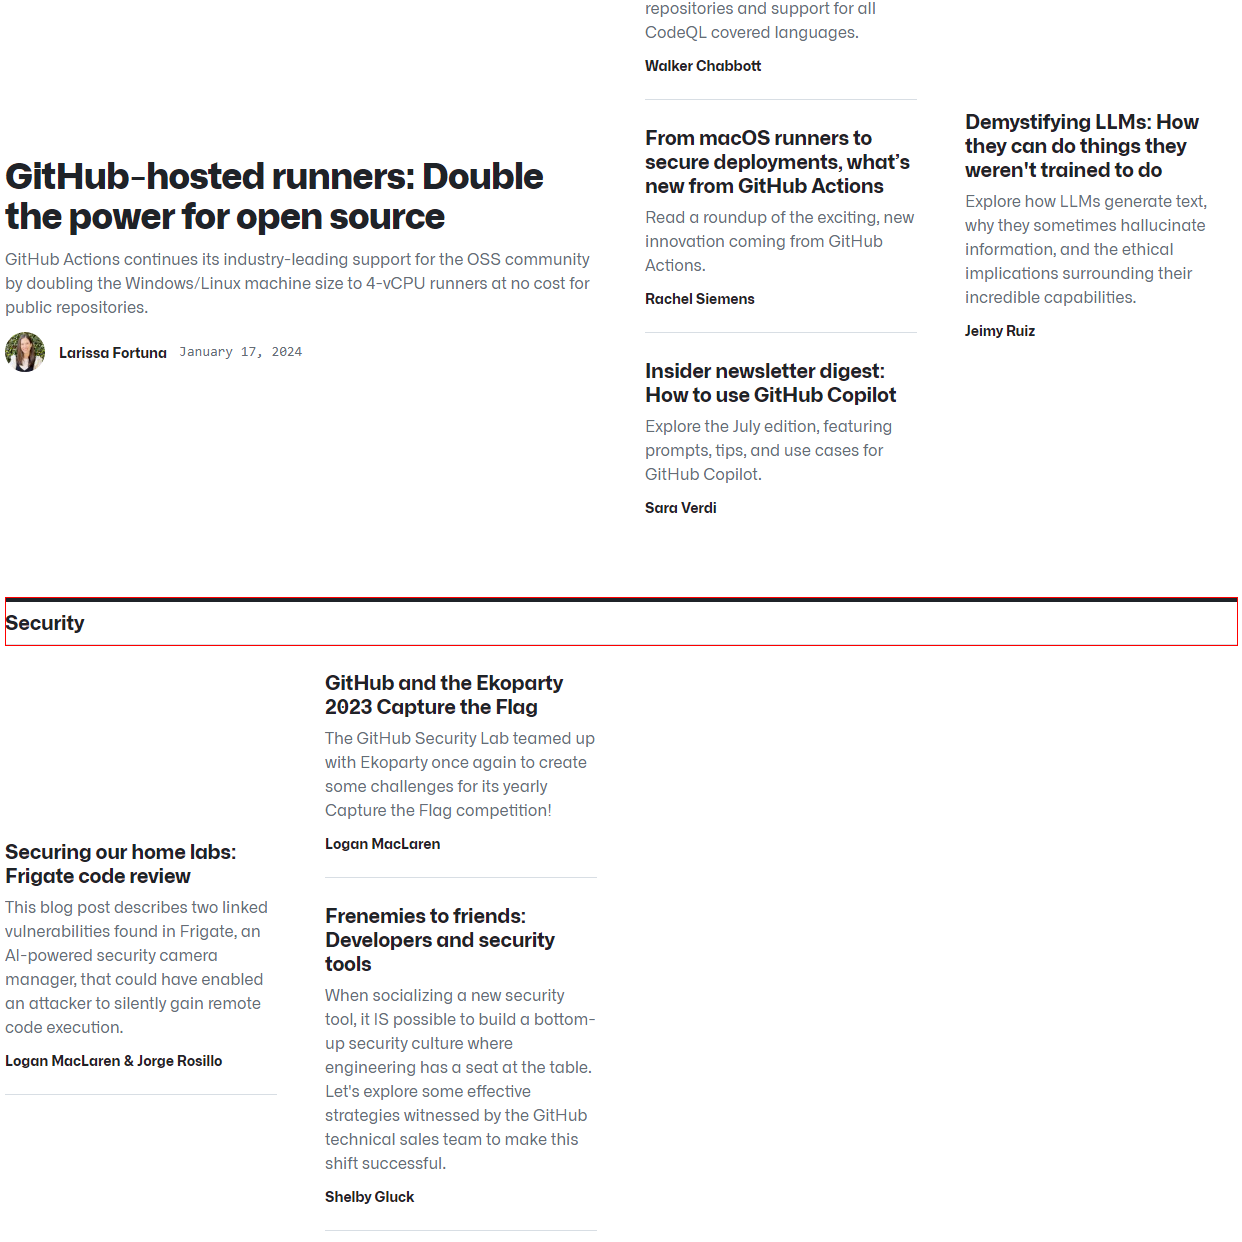 GitHub-hosted runners: Double
the power for open source
GitHub Actions continues its industry-leading support for the OSS community
by doubling the Windows/Linux machine size to 4-vCPU runners at no cost for
public repositories.
Larissa Fortuna January 17, 2024
repositories and support for all
CodeQL covered languages.
Walker Chabbott
From macOS runners to
secure deployments, what’s
new from GitHub Actions
Read a roundup of the exciting, new
innovation coming from GitHub
Actions.
Rachel Siemens
Insider newsletter digest:
How to use GitHub Copilot
Explore the July edition, featuring
prompts, tips, and use cases for
GitHub Copilot.
Sara Verdi
Demystifying LLMs: How
they can do things they
weren't trained to do
Explore how LLMs generate text,
why they sometimes hallucinate
information, and the ethical
implications surrounding their
incredible capabilities.
Jeimy Ruiz
Security
Securing our home labs:
Frigate code review
This blog post describes two linked
vulnerabilities found in Frigate, an
AI-powered security camera
manager, that could have enabled
an attacker to silently gain remote
code execution.
Logan MacLaren & Jorge Rosillo
GitHub and the Ekoparty
2023 Capture the Flag
The GitHub Security Lab teamed up
with Ekoparty once again to create
some challenges for its yearly
Capture the Flag competition!
Logan MacLaren
Frenemies to friends:
Developers and security
tools
When socializing a new security
tool, it IS possible to build a bottom-
up security culture where
engineering has a seat at the table.
Let's explore some effective
strategies witnessed by the GitHub
technical sales team to make this
shift successful.
Shelby Gluck